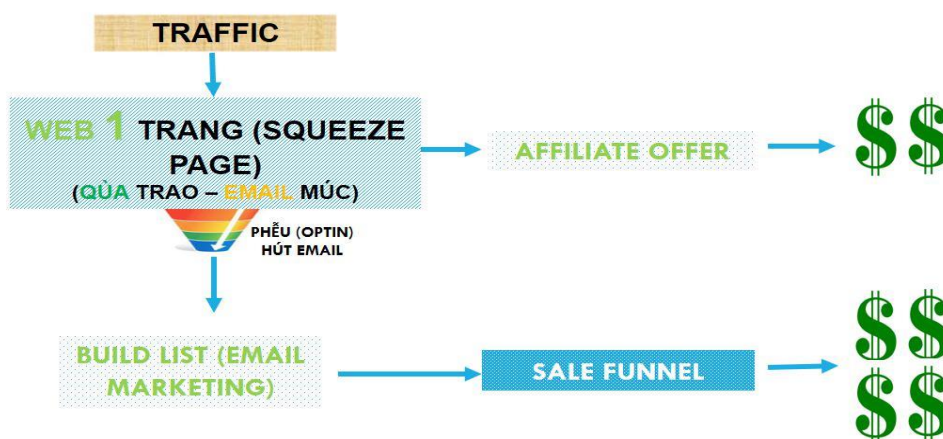 TRAFFIC
WEB 1 TRANG (SQUEEZE
PAGE)
(QÙA TRAO – EMAIL MÚC)
AFFILIATE OFFER
$ $
PHỄU (OPTIN)
HÚT EMAIL
BUILD LIST (EMAIL
MARKETING)
SALE FUNNEL
$ $
$ $